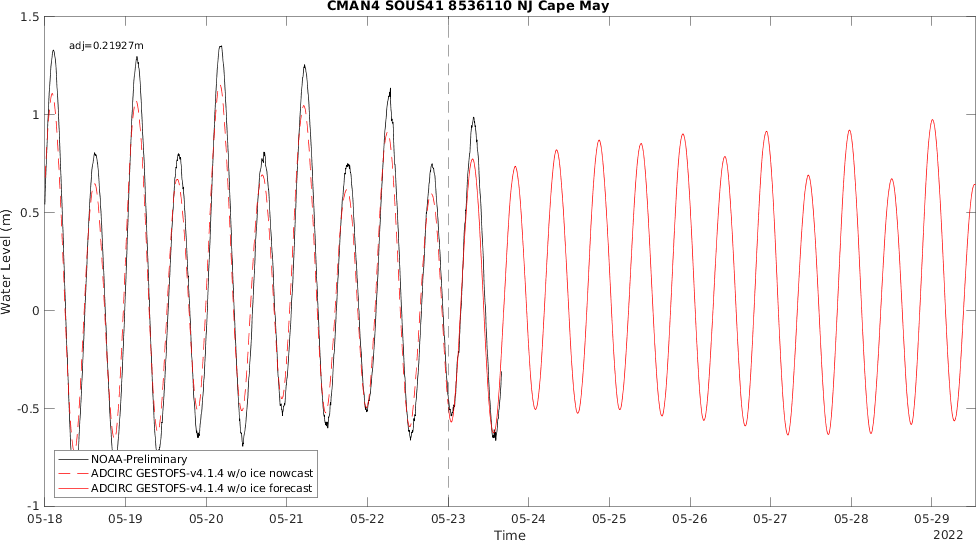 CMAN4 SOUS41 8536110 NJ Cape May
adj=0.21927m
1.5
1
0.5
0
-0.5
-1
Water Level (m)
NOAA-Preliminary
ADCIRC GESTOFS-v4.1.4 w/o ice nowcast
ADCIRC GESTOFS-v4.1.4 w/o ice forecast
05-18 05-19 05-20 05-21 05-22 05-23 05-24 05-25 05-26 05-27 05-28 05-29
Time
2022